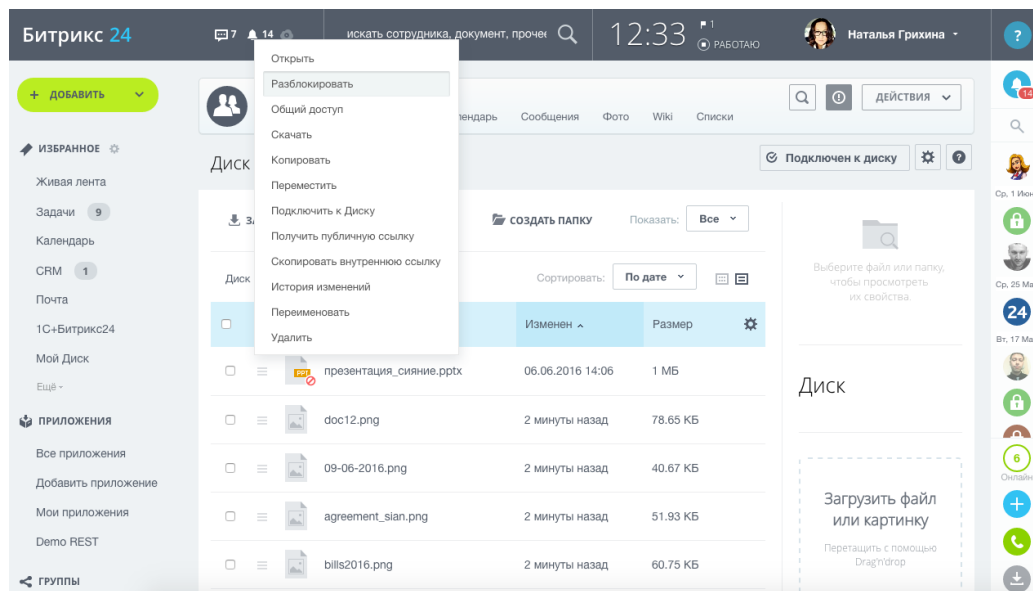 Битрикс 24
7
14
искать сотрудника, документ, прочее
12:33
1
РАБОТАЮ
Наталья Грихина
?
+ ДОБАВИТЬ
ИЗБРАННОЕ
Живая лента
Задачи 9
Календарь
CRM 1
Почта
1С+Битрикс24
Мой Диск
Ещё
ПРИЛОЖЕНИЯ
Все приложения
Добавить приложение
Мои приложения
Demo REST
ГРУППЫ
Открыть
Разблокировать
Общий доступ
Скачать
Копировать
Переместить
Подключить к Диску
Получить публичную ссылку
Скопировать внутреннюю ссылку
История изменений
Переименовать
Удалить
Сообщения
Фото
Wiki
Списки
ДЕЙСТВИЯ
Диск
Подключен к диску
?
СОЗДАТЬ ПАПКУ
Показать:
Все
Диск
Сортировать:
По дате
Изменен
Размер
PPT
презентация_сияние.pptx 06.06.2016 14:06 1 МБ
doc12.png 2 минуты назад 78.65 КБ
09-06-2016.png 2 минуты назад 40.67 КБ
agreement_sian.png 2 минуты назад 51.93 КБ
bills2016.png 2 минуты назад 60.75 КБ
Выберите файл или папку,
чтобы просмотреть
их свойства.
Диск
Загрузить файл
или картинку
Перетащить с помощью
Drag'n'drop
14
Ср, 1 Июн
Ср, 25 Ма
24
Вт, 17 Ма
6
Онлайн